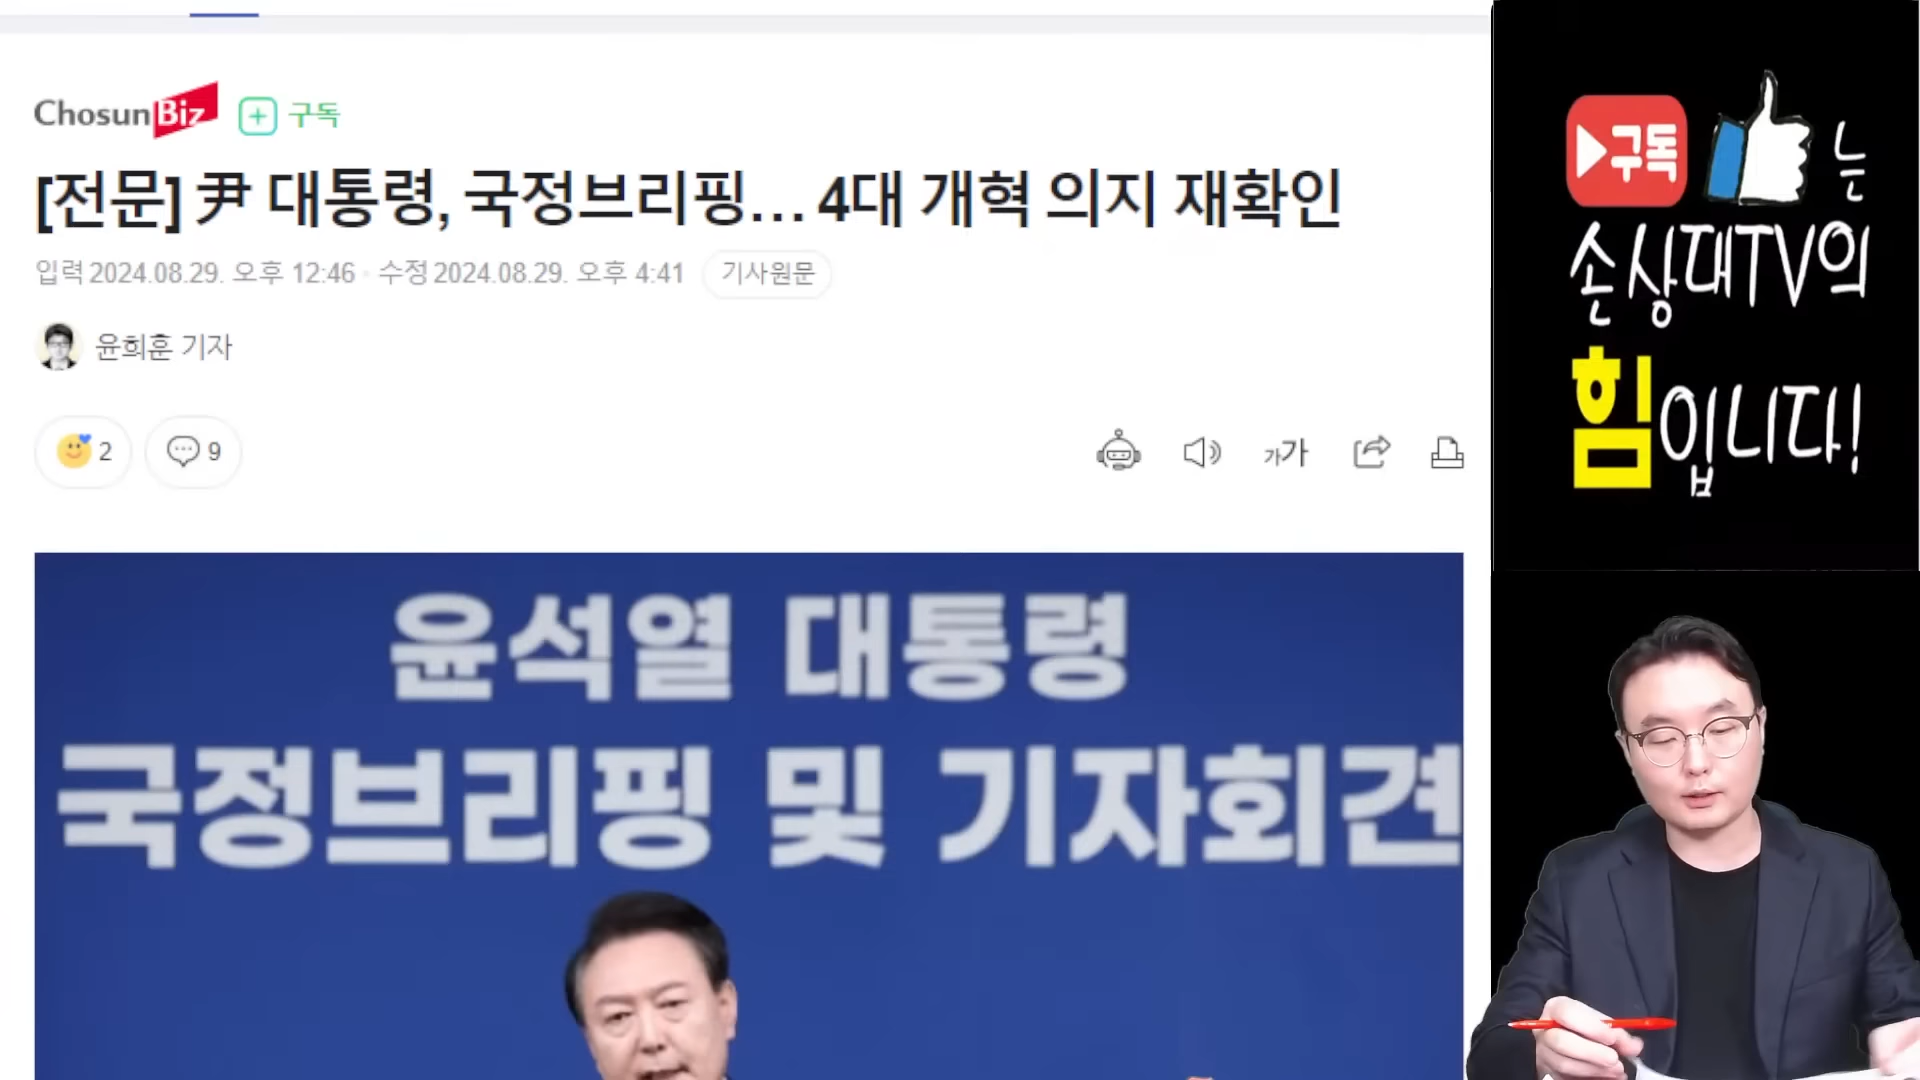 ChosunBiz + 구독
[전문] 尹 대통령, 국정브리핑… 4대 개혁 의지 재확인
입력 2024.08.29. 오후 12:46 · 수정 2024.08.29. 오후 4:41 기사원문
윤희훈 기자
2 9 가가
윤석열 대통령
국정브리핑 및 기자회견
구독 는
손상대TV의
힘입니다!